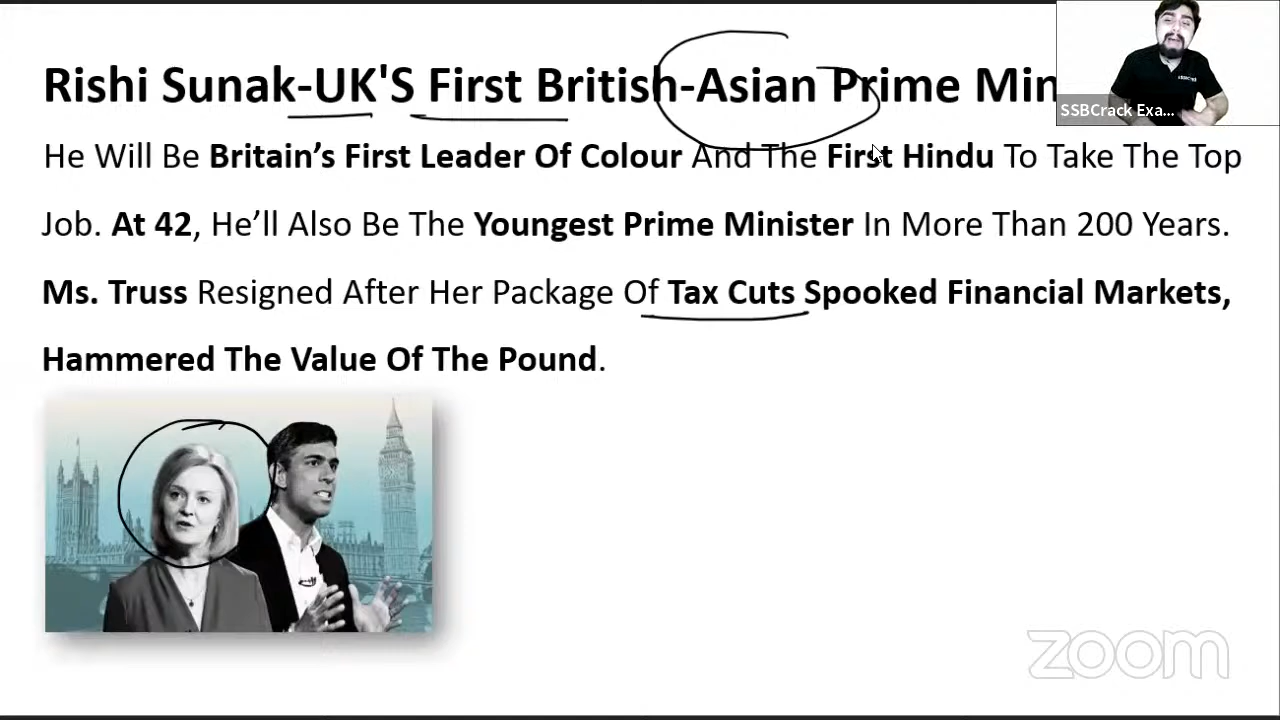 Rishi Sunak-UK'S First British-Asian Prime Min
SSBCrack Exa...
He Will Be Britain’s First Leader Of Colour And The First Hindu To Take The Top
Job. At 42, He’ll Also Be The Youngest Prime Minister In More Than 200 Years.
Ms. Truss Resigned After Her Package Of Tax Cuts Spooked Financial Markets,
Hammered The Value Of The Pound.
zoom